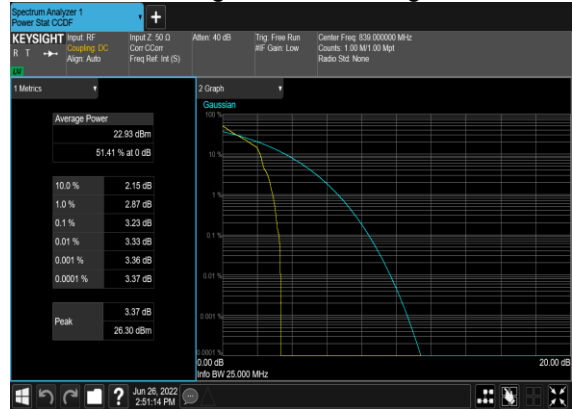 Spectrum Analyzer 1
Power Stat CCDF
KEYSIGHT
R T
LW
Input: RF
Coupling: DC
Align: Auto
Input Z: 50 Ω
Corr CCorr
Freq Ref: Int (S)
Atten: 40 dB
Trig: Free Run
#IF Gain: Low
Center Freq: 839.000000 MHz
Counts: 1.00 M/1.00 Mpt
Radio Std: None
1 Metrics
Average Power
22.93 dBm
51.41 % at 0 dB
10.0 % 2.15 dB
1.0 % 2.87 dB
0.1 % 3.23 dB
0.01 % 3.33 dB
0.001 % 3.36 dB
0.0001 % 3.37 dB
Peak
3.37 dB
26.30 dBm
2 Graph
Gaussian
100 %
10 %
1 %
0.1 %
0.01 %
0.001 %
0.0001 %
0.00 dB
20.00 dB
Info BW 25.000 MHz
Jun 26, 2022
2:51:14 PM